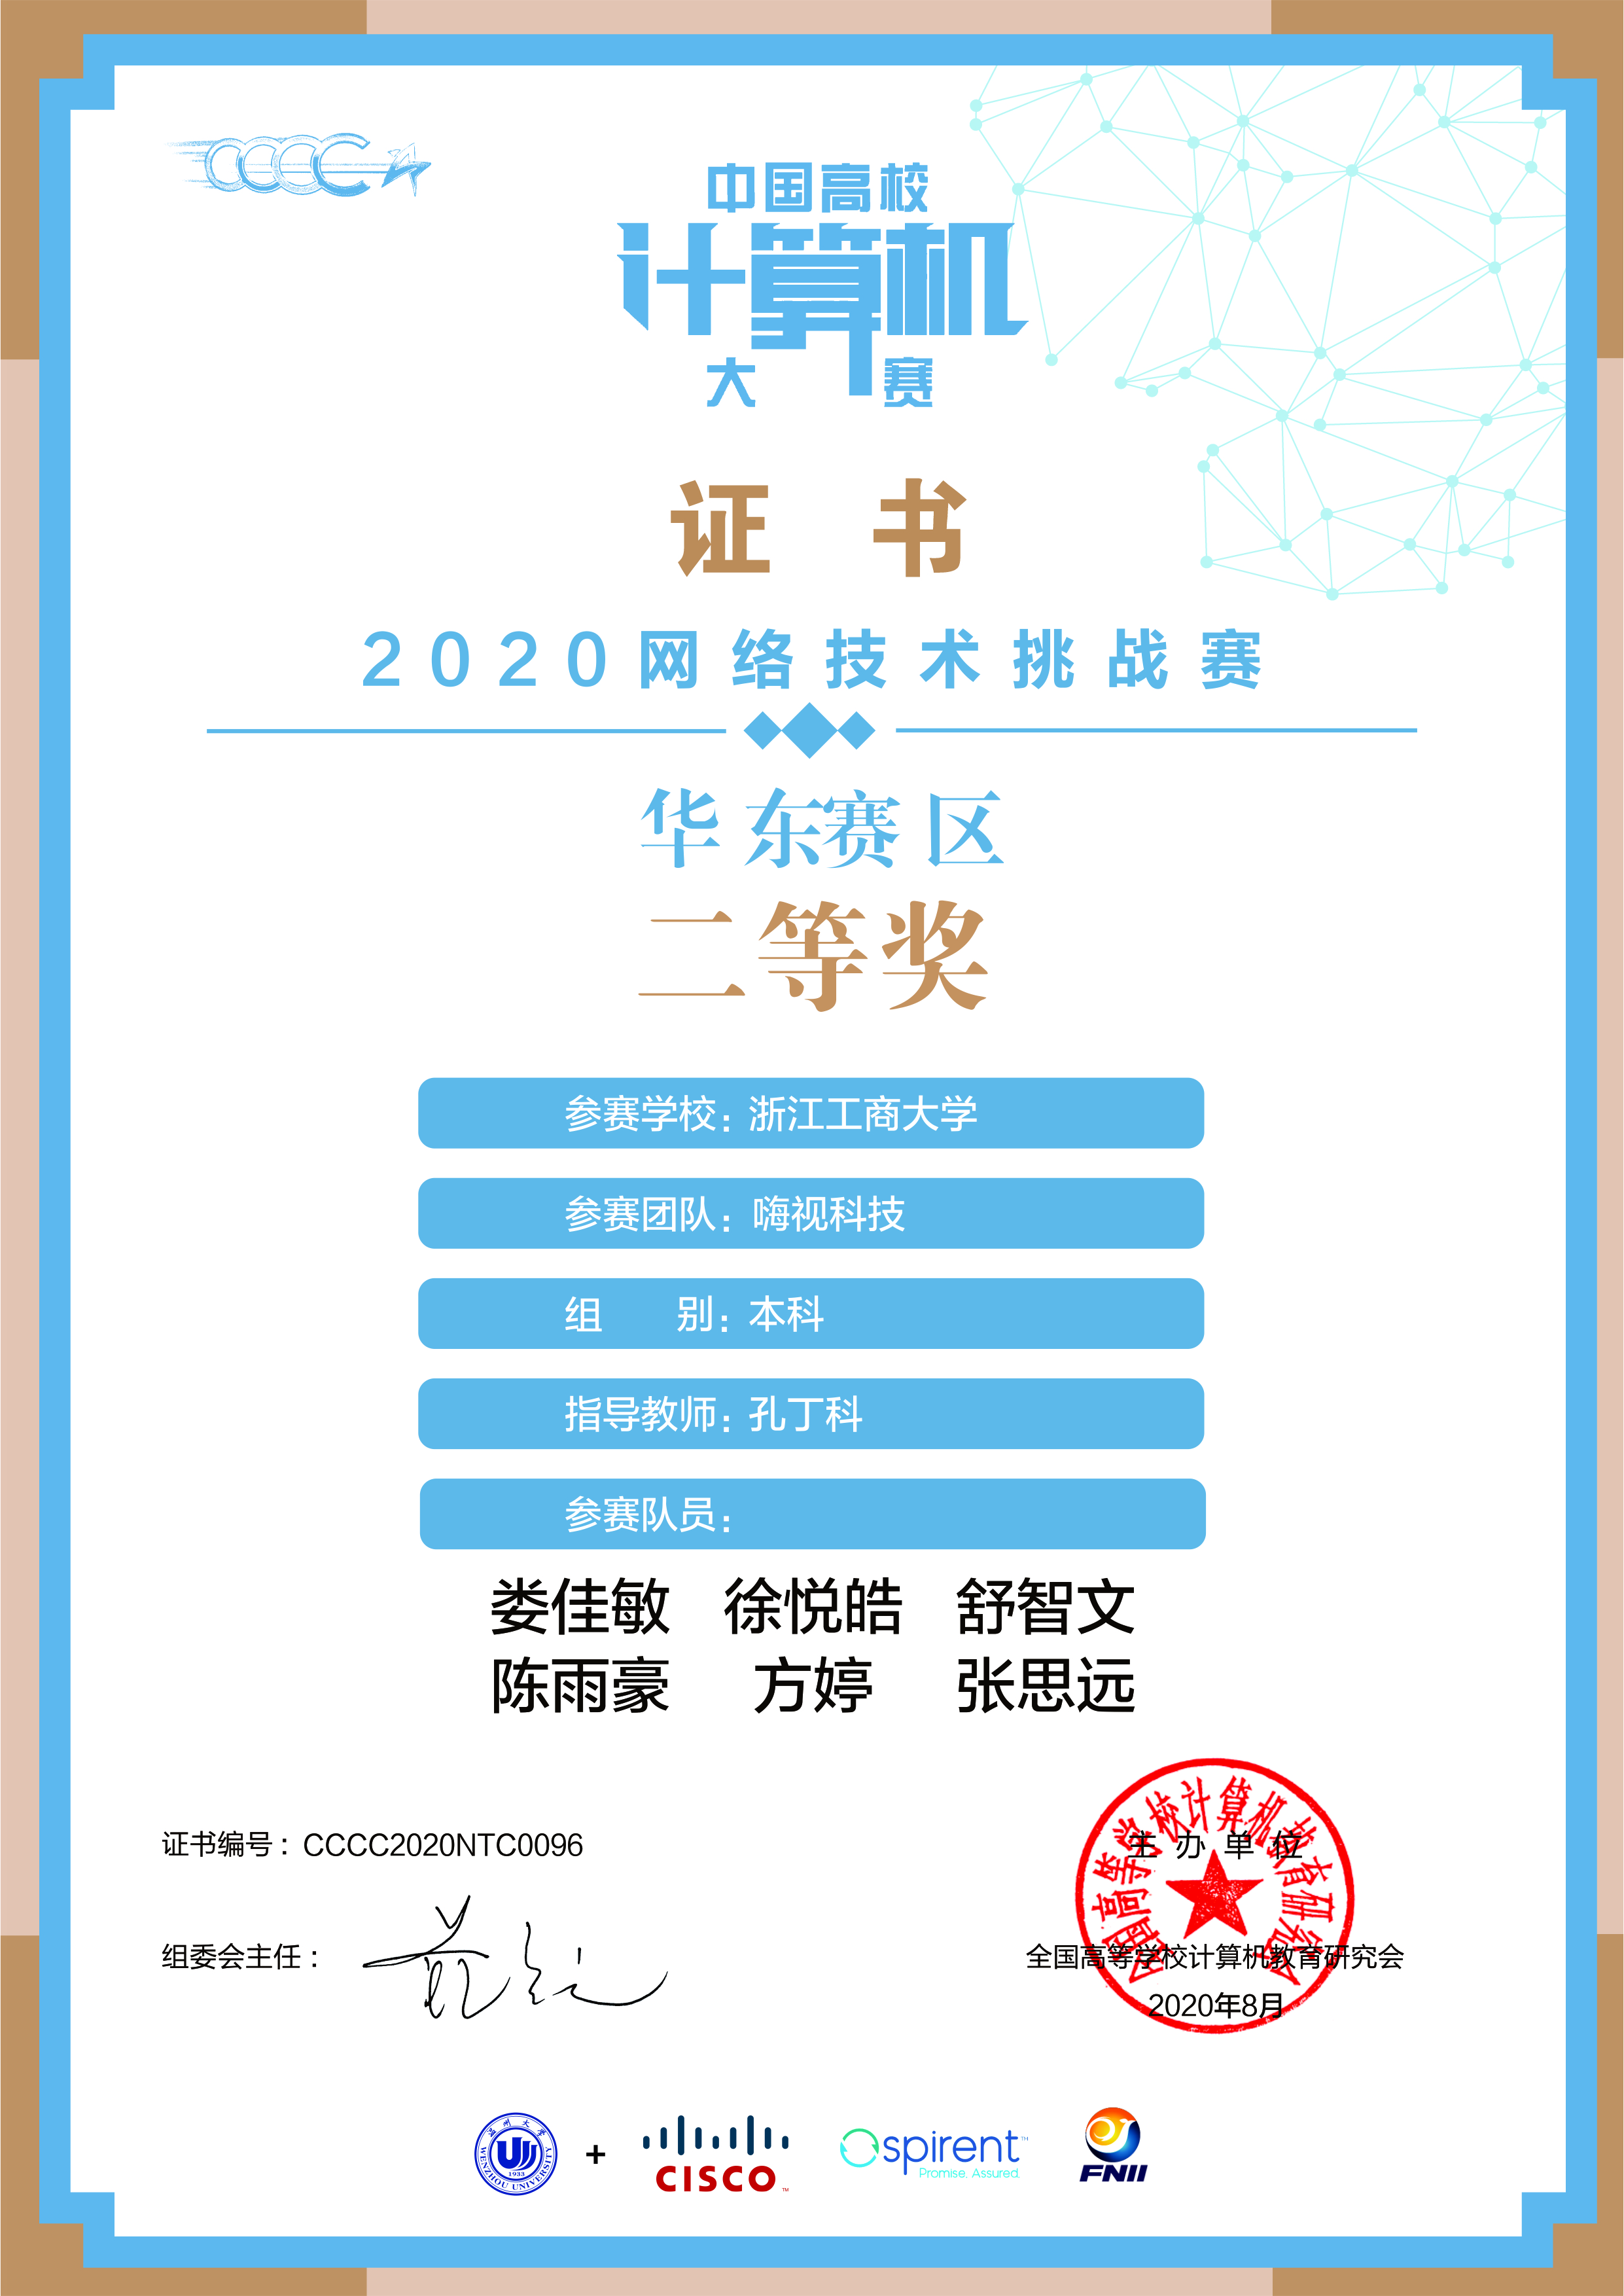 CCCC
中国高校
计算机
大赛
证书
2020网络技术挑战赛
华东赛区
二等奖
参赛学校：浙江工商大学
参赛团队：嗨视科技
组 别：本科
指导教师：孔丁科
参赛队员：
娄佳敏 徐悦皓 舒智文
陈雨豪 方婷 张思远
证书编号：CCCC2020NTC0096
主办单位
组委会主任：
全国高等学校计算机教育研究会
全国高等学校计算机教育研究会
2020年8月
温州大学
WENZHOU UNIVERSITY
1933
+
CISCO TM
spirent TM
Promise. Assured.
FNII